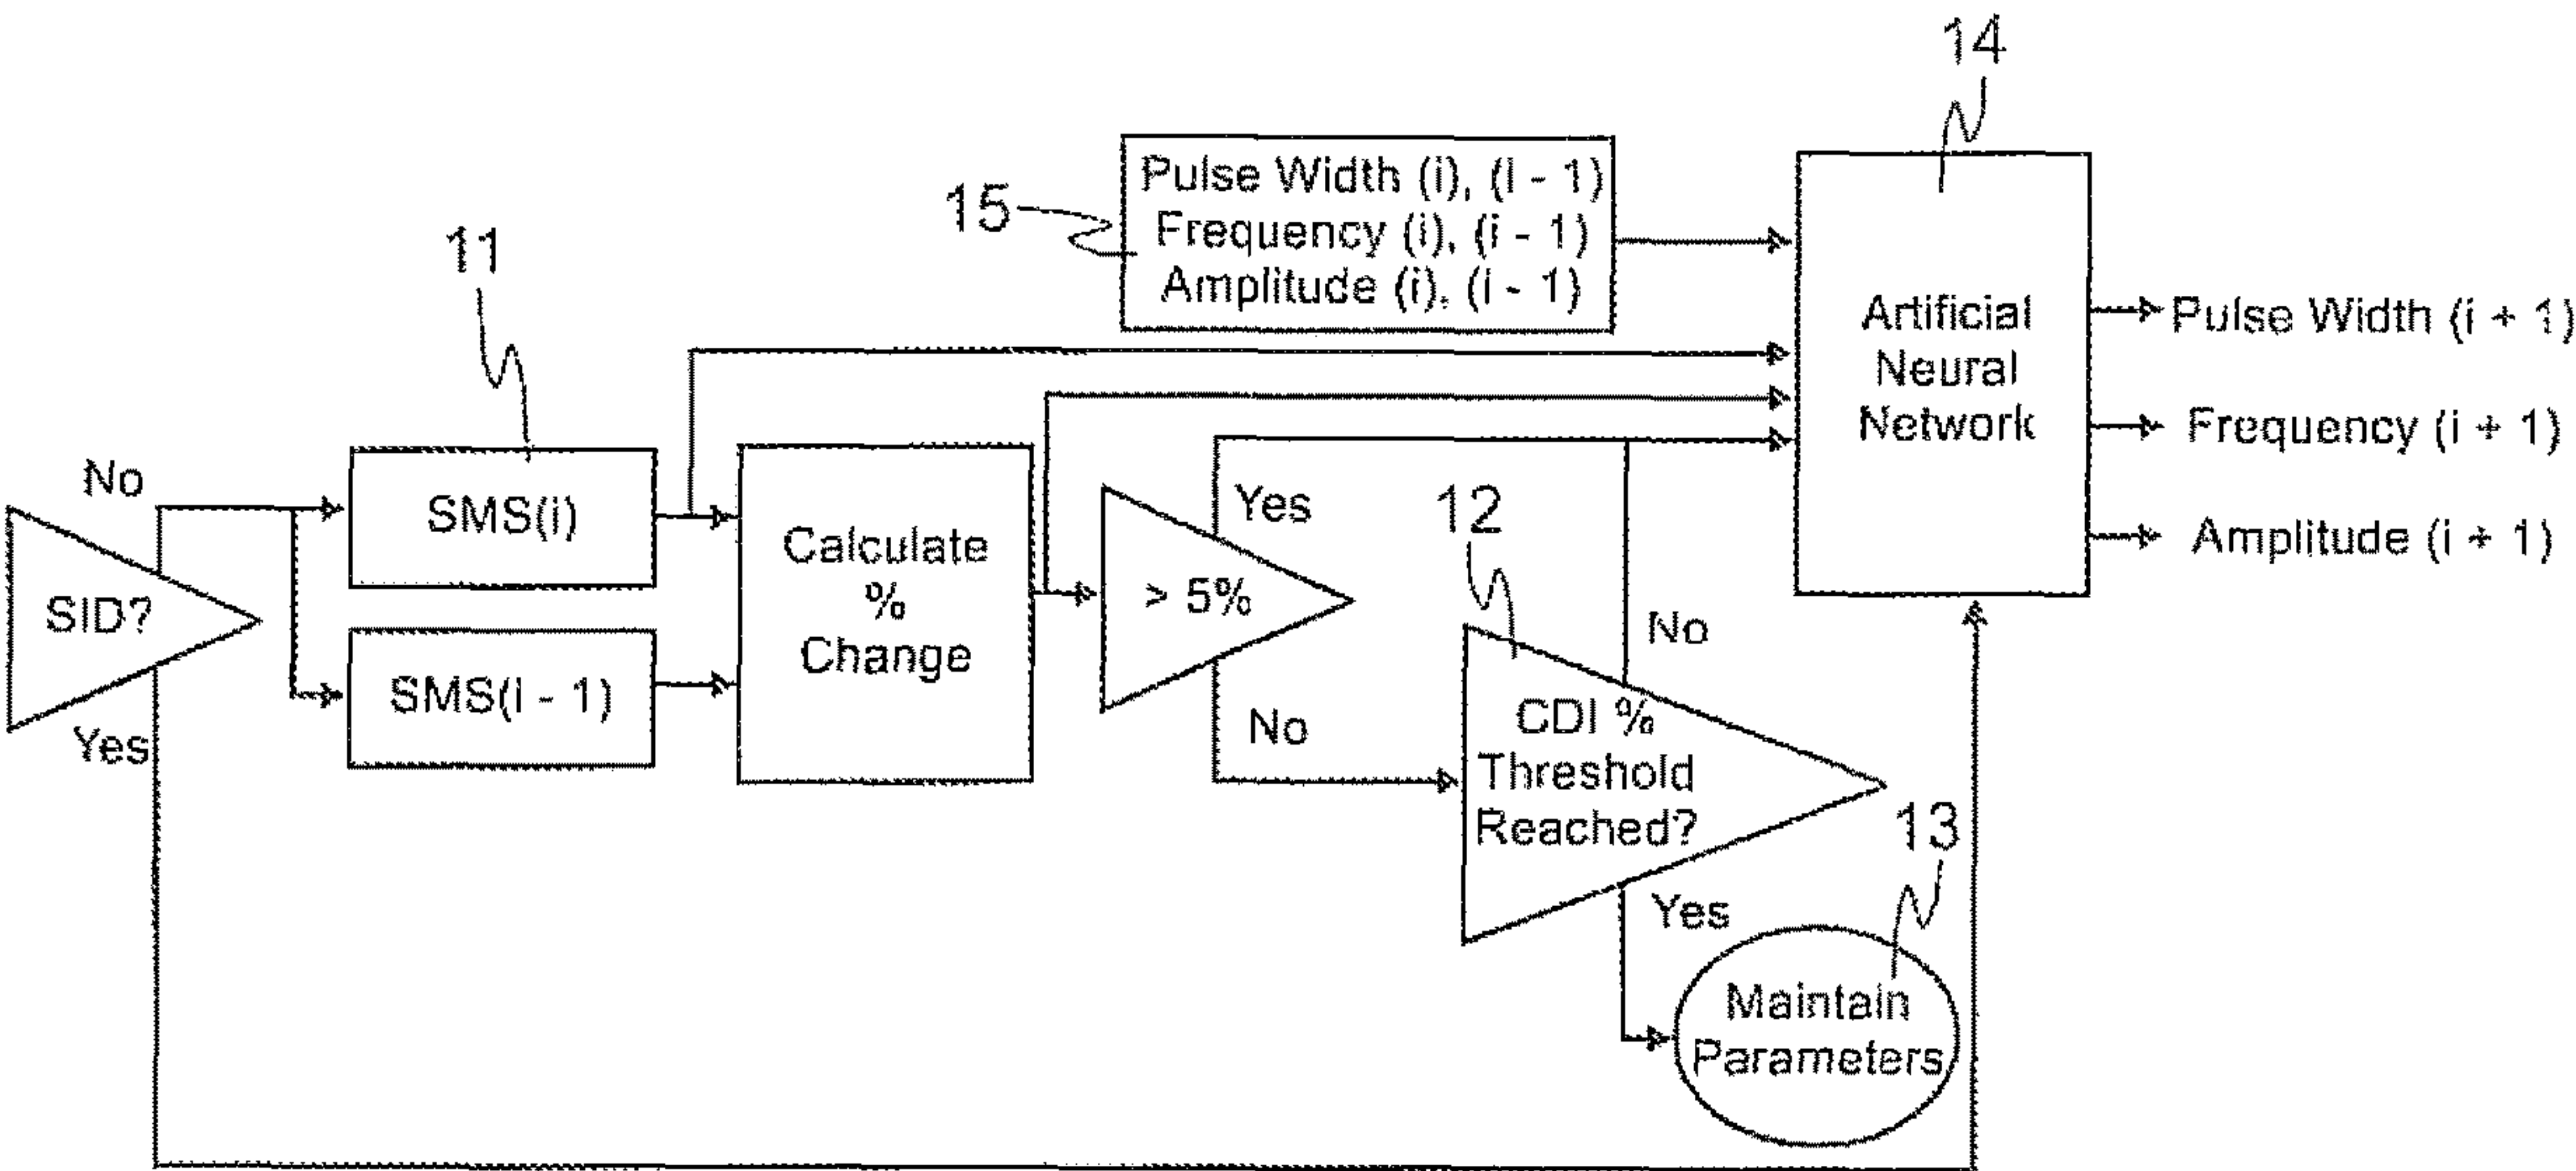 14
15
Pulse Width (i), (i - 1)
Frequency (i), (i - 1)
Amplitude (i), (i - 1)
11
Artificial
Neural
Network
Pulse Width (i + 1)
Frequency (i + 1)
Amplitude (i + 1)
No
SID?
Yes
SMS(i)
SMS(i - 1)
Calculate
%
Change
> 5%
Yes
No
12
No
CDI %
Threshold
Reached?
Yes
13
Maintain
Parameters